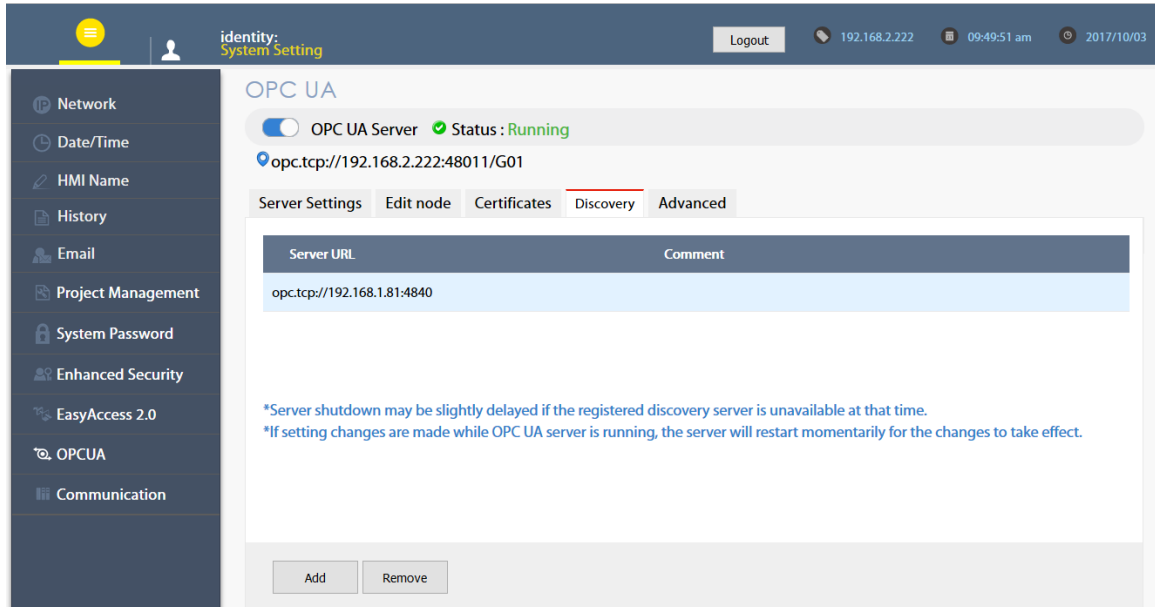 identity:
System Setting
Logout
192.168.2.222
09:49:51 am
2017/10/03
Network
Date/Time
HMI Name
History
Email
Project Management
System Password
Enhanced Security
EasyAccess 2.0
OPCUA
Communication
OPC UA
OPC UA Server Status : Running
opc.tcp://192.168.2.222:48011/G01
Server Settings Edit node Certificates Discovery Advanced
Server URL Comment
opc.tcp://192.168.1.81:4840
*Server shutdown may be slightly delayed if the registered discovery server is unavailable at that time.
*If setting changes are made while OPC UA server is running, the server will restart momentarily for the changes to take effect.
Add Remove